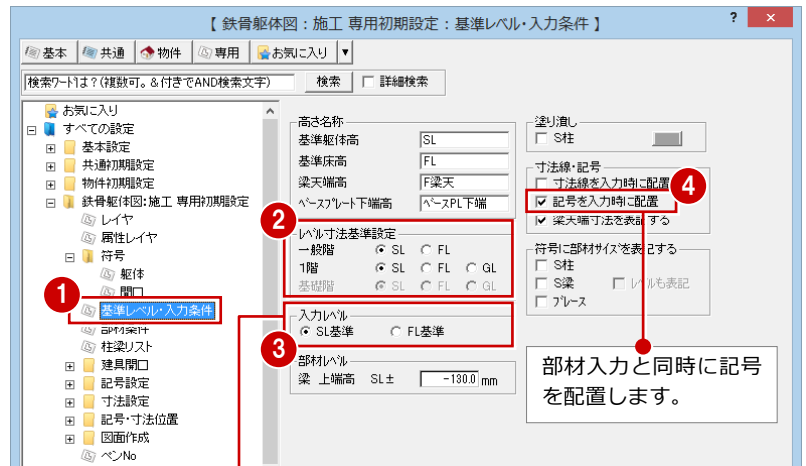 【 鉄骨躯体図：施工 専用初期設定：基準レベル・入力条件 】
? ×
基本 共通 物件 専用 お気に入り ▼
検索ワードは？(複数可。＆付きでAND検索文字) 検索 詳細検索
お気に入り
すべての設定
基本設定
共通初期設定
物件初期設定
鉄骨躯体図:施工 専用初期設定
レイヤ
属性レイヤ
符号
躯体
開口
基準レベル・入力条件
部材条件
柱梁リスト
建具開口
記号設定
寸法設定
記号・寸法位置
図面作成
ペンNo
1
高さ名称
基準躯体高 SL
基準床高 FL
梁天端高 F梁天
ベースプレート下端高 ベースPL下端
2
レベル寸法基準設定
一般階 SL FL
1階 SL FL GL
基礎階 SL FL GL
入力レベル
SL基準 FL基準
3
部材レベル
梁 上端高 SL± -130.0 mm
塗り潰し
S柱
寸法線・記号
寸法線を入力時に配置
4
記号を入力時に配置
梁天端寸法を表記する
符号に部材サイズを表記する
S柱
S梁 レベルも表記
ブレース
部材入力と同時に記号
を配置します。